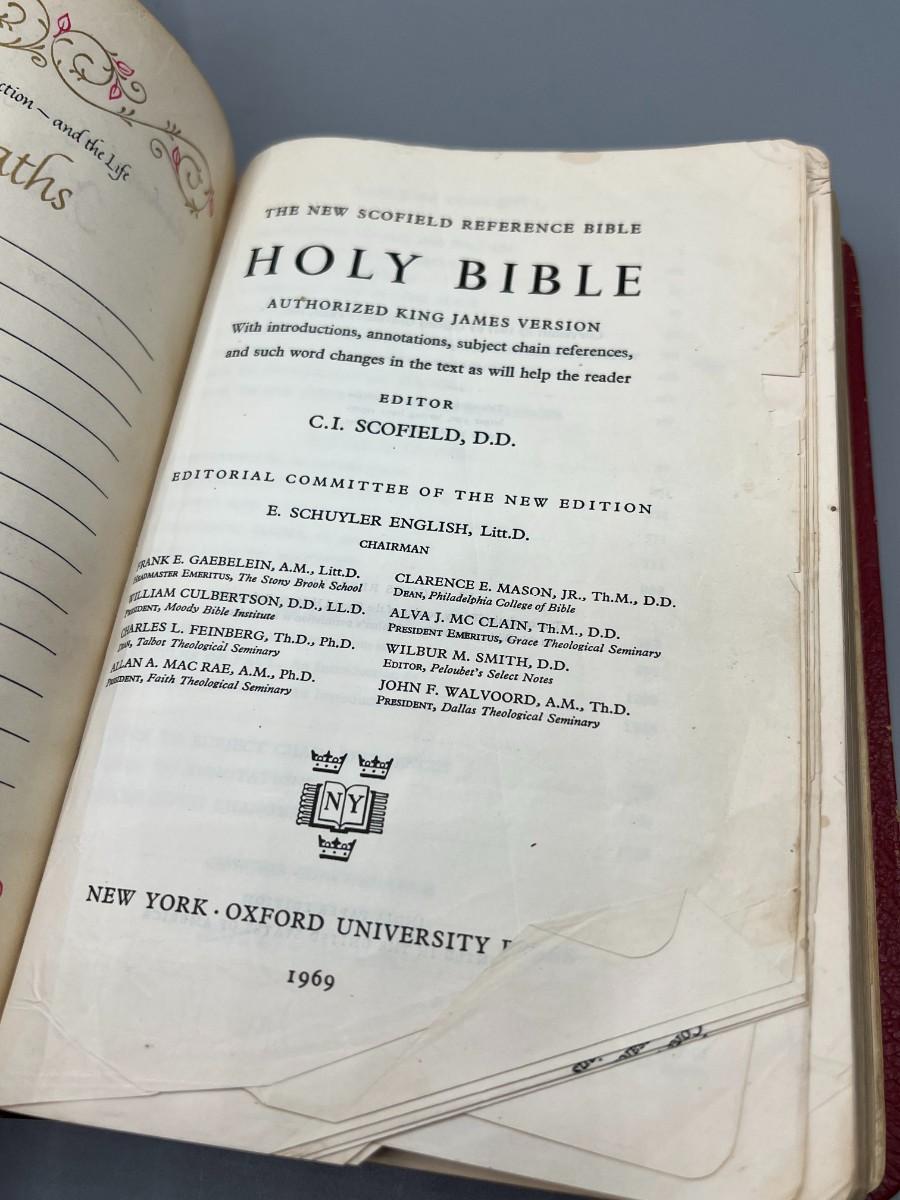 ction – and the Life
aths
THE NEW SCOFIELD REFERENCE BIBLE
HOLY BIBLE
AUTHORIZED KING JAMES VERSION
With introductions, annotations, subject chain references,
and such word changes in the text as will help the reader
EDITOR
C.I. SCOFIELD, D.D.
EDITORIAL COMMITTEE OF THE NEW EDITION
E. SCHUYLER ENGLISH, Litt.D.
CHAIRMAN
FRANK E. GAEBELEIN, A.M., Litt.D.
HEADMASTER EMERITUS, The Stony Brook School
WILLIAM CULBERTSON, D.D., LL.D.
PRESIDENT, Moody Bible Institute
CHARLES L. FEINBERG, Th.D., Ph.D.
DEAN, Talbot Theological Seminary
ALLAN A. MAC RAE, A.M., Ph.D.
PRESIDENT, Faith Theological Seminary
CLARENCE E. MASON, JR., Th.M., D.D.
DEAN, Philadelphia College of Bible
ALVA J. MC CLAIN, Th.M., D.D.
PRESIDENT EMERITUS, Grace Theological Seminary
WILBUR M. SMITH, D.D.
EDITOR, Peloubet's Select Notes
JOHN F. WALVOORD, A.M., Th.D.
PRESIDENT, Dallas Theological Seminary
NY
NEW YORK · OXFORD UNIVERSITY
1969